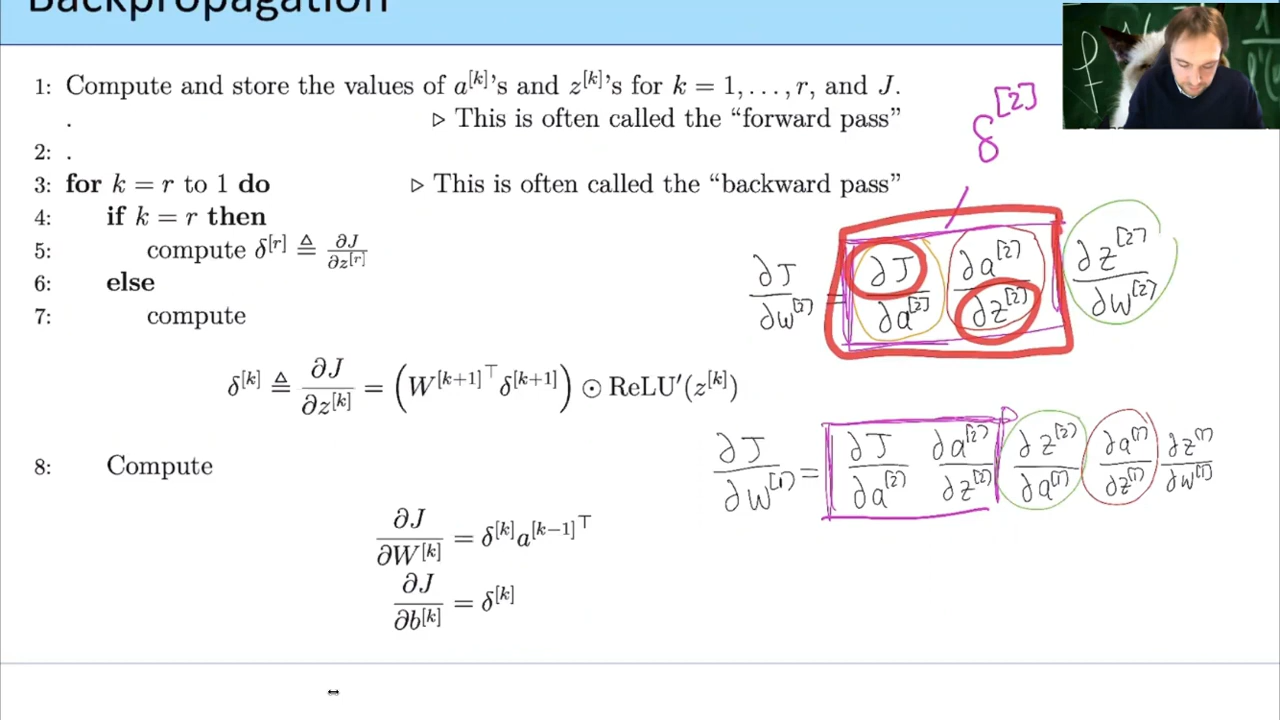 Backpropagation
1: Compute and store the values of a^[k]'s and z^[k]'s for k = 1, . . . , r, and J.
. ▷ This is often called the “forward pass”
2: .
3: for k = r to 1 do ▷ This is often called the “backward pass”
4: if k = r then
5: compute δ^[r] ≜ ∂J/∂z^[r]
6: else
7: compute
δ^[k] ≜ ∂J/∂z^[k] = (W^[k+1]^⊤ δ^[k+1]) ⊙ ReLU′(z^[k])
8: Compute
∂J/∂W^[k] = δ^[k] a^[k−1]^⊤
∂J/∂b^[k] = δ^[k]
δ^[2]
∂J/∂w^[2] = ∂J/∂a^[2] ∂a^[2]/∂z^[2] ∂z^[2]/∂w^[2]
∂J/∂w^[1] = ∂J/∂a^[2] ∂a^[2]/∂z^[2] ∂z^[2]/∂a^[1] ∂a^[1]/∂z^[1] ∂z^[1]/∂w^[1]